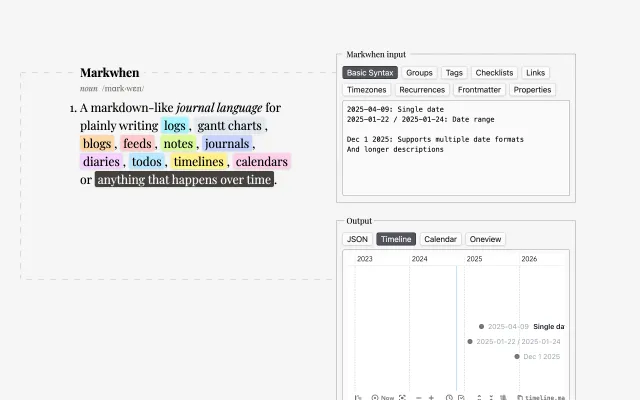 Markwhen
noun /mɑrk·wɛn/
1. A markdown-like journal language for
plainly writing logs, gantt charts,
blogs, feeds, notes, journals,
diaries, todos, timelines, calendars
or anything that happens over time.
Markwhen input
Basic Syntax Groups Tags Checklists Links
Timezones Recurrences Frontmatter Properties
2025-04-09: Single date
2025-01-22 / 2025-01-24: Date range
Dec 1 2025: Supports multiple date formats
And longer descriptions
Output
JSON Timeline Calendar Oneview
2023 2024 2025 2026
2025-04-09 Single da
2025-01-22 / 2025-01-24
Dec 1 2025
Now timeline.ma